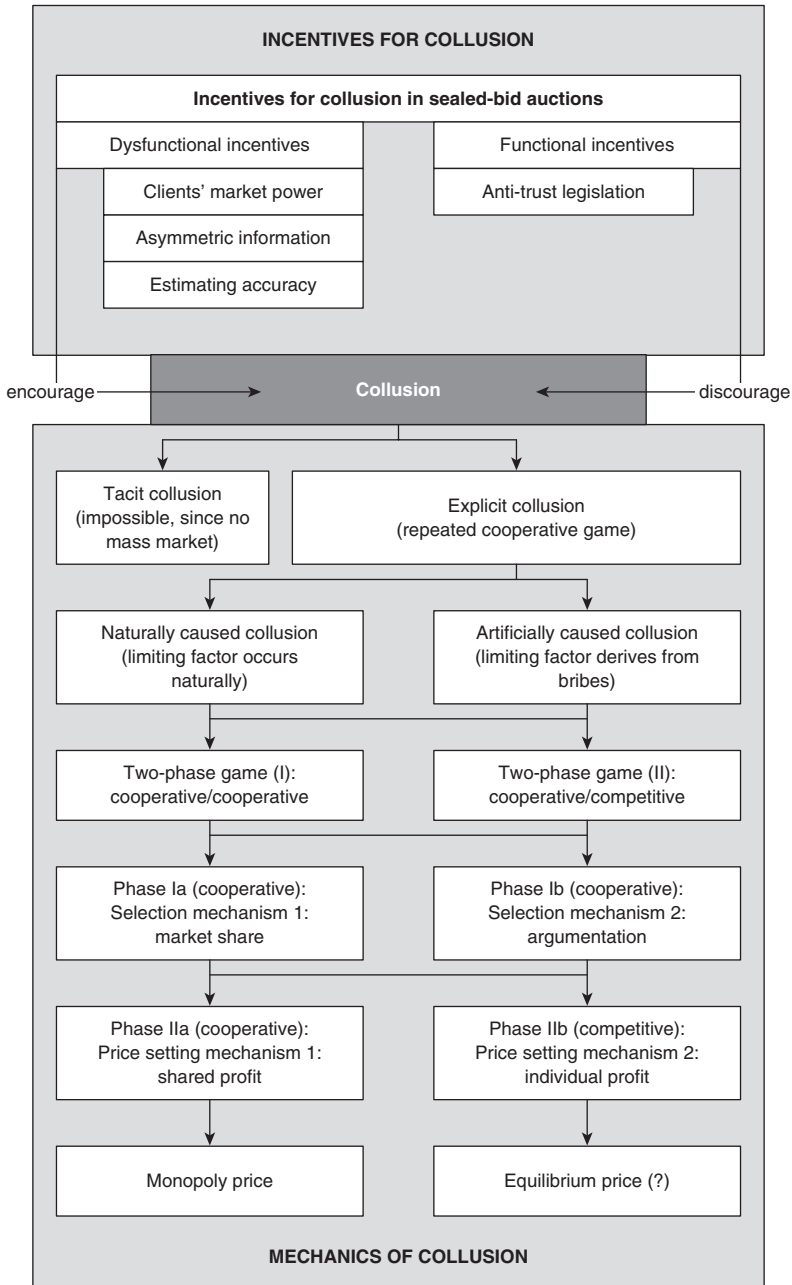 INCENTIVES FOR COLLUSION
Incentives for collusion in sealed-bid auctions
Dysfunctional incentives
Functional incentives
Clients’ market power
Anti-trust legislation
Asymmetric information
Estimating accuracy
encourage
Collusion
discourage
Tacit collusion
(impossible, since no
mass market)
Explicit collusion
(repeated cooperative game)
Naturally caused collusion
(limiting factor occurs
naturally)
Artificially caused collusion
(limiting factor derives from
bribes)
Two-phase game (I):
cooperative/cooperative
Two-phase game (II):
cooperative/competitive
Phase Ia (cooperative):
Selection mechanism 1:
market share
Phase Ib (cooperative):
Selection mechanism 2:
argumentation
Phase IIa (cooperative):
Price setting mechanism 1:
shared profit
Phase IIb (competitive):
Price setting mechanism 2:
individual profit
Monopoly price
Equilibrium price (?)
MECHANICS OF COLLUSION